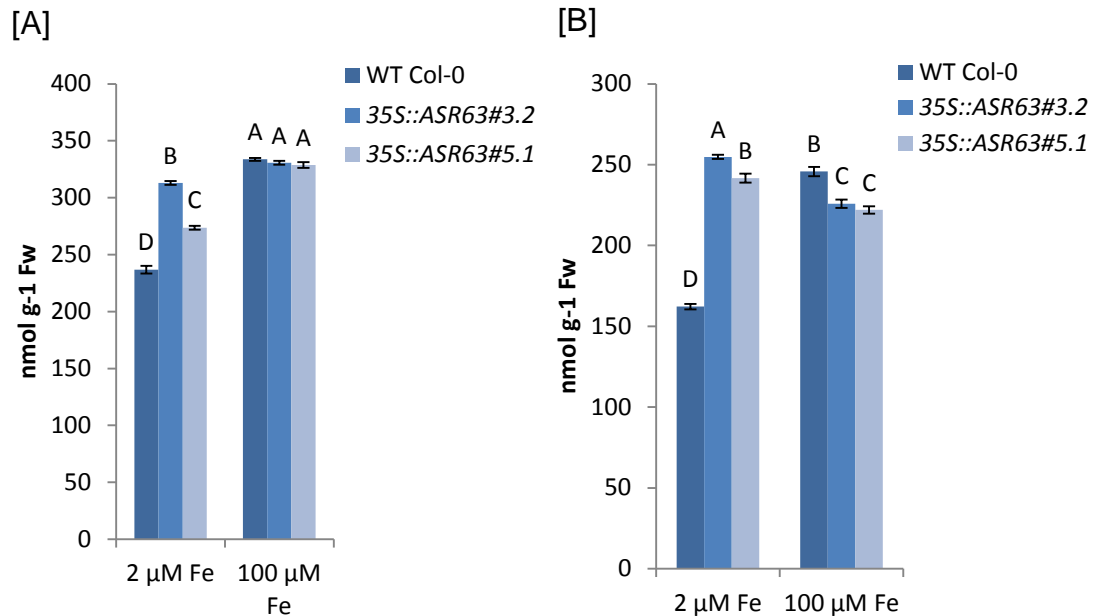 [A]
WT Col-0
35S::ASR63#3.2
35S::ASR63#5.1
nmol g-1 Fw
400
350
300
250
200
150
100
50
0
D
B
C
A
A
A
2 µM Fe
100 µM
Fe
[B]
WT Col-0
35S::ASR63#3.2
35S::ASR63#5.1
nmol g-1 Fw
300
250
200
150
100
50
0
D
A
B
B
C
C
2 µM Fe
100 µM Fe